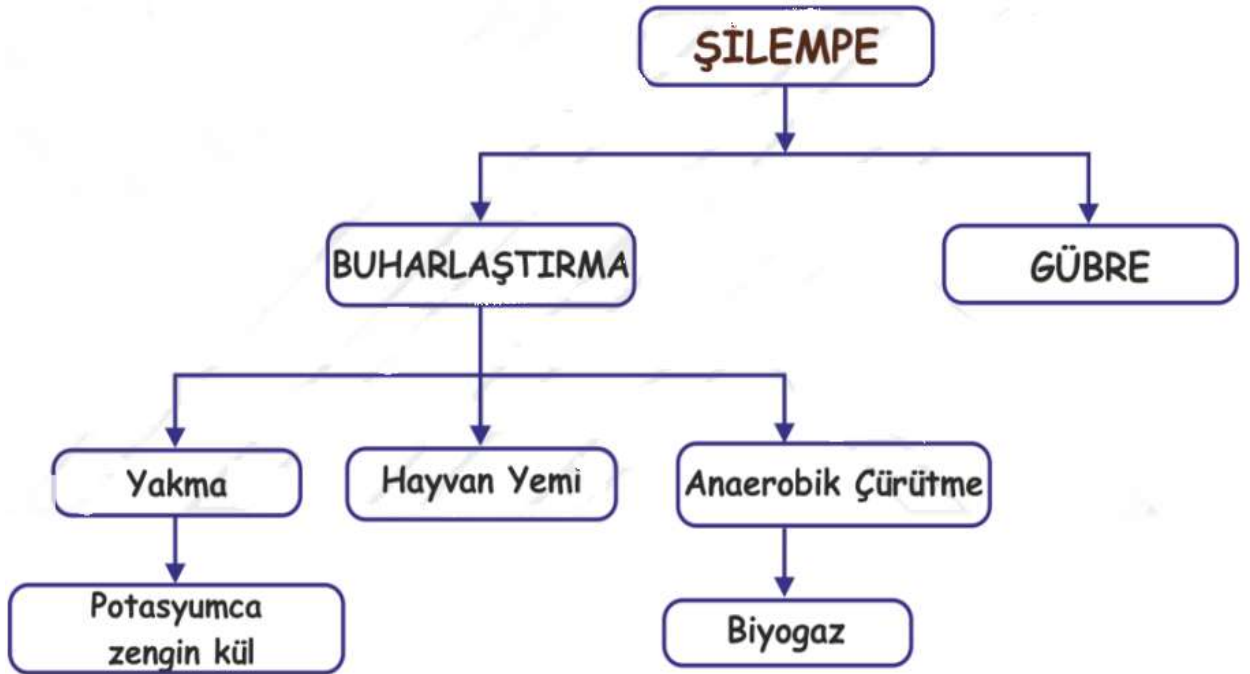 ŞİLEMPE
BUHARLAŞTIRMA
GÜBRE
Yakma
Hayvan Yemi
Anaerobik Çürütme
Potasyumca
zengin kül
Biyogaz